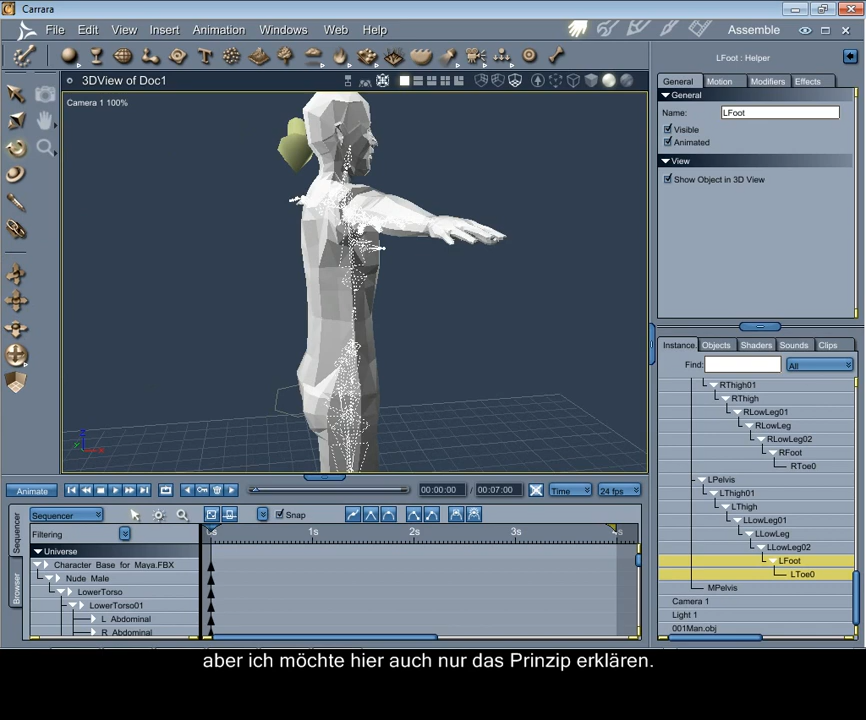 Carrara
File Edit View Insert Animation Windows Web Help Assemble
3DView of Doc1
Camera 1 100%
LFoot : Helper
General Motion Modifiers Effects
General
Name: LFoot
Visible
Animated
View
Show Object in 3D View
Instance. Objects Shaders Sounds Clips
Find: All
RThigh01
RThigh
RLowLeg01
RLowLeg
RLowLeg02
RFoot
RToe0
LPelvis
LThigh01
LThigh
LLowLeg01
LLowLeg
LLowLeg02
LFoot
LToe0
MPelvis
Camera 1
Light 1
001Man.obj
Animate 00:00:00 / 00:07:00 Time 24 fps
Sequencer
Browser
Sequencer Snap
Filtering 1s 2s 3s
Universe
Character Base for Maya.FBX
Nude Male
LowerTorso
LowerTorso01
L Abdominal
R Abdominal
aber ich möchte hier auch nur das Prinzip erklären.